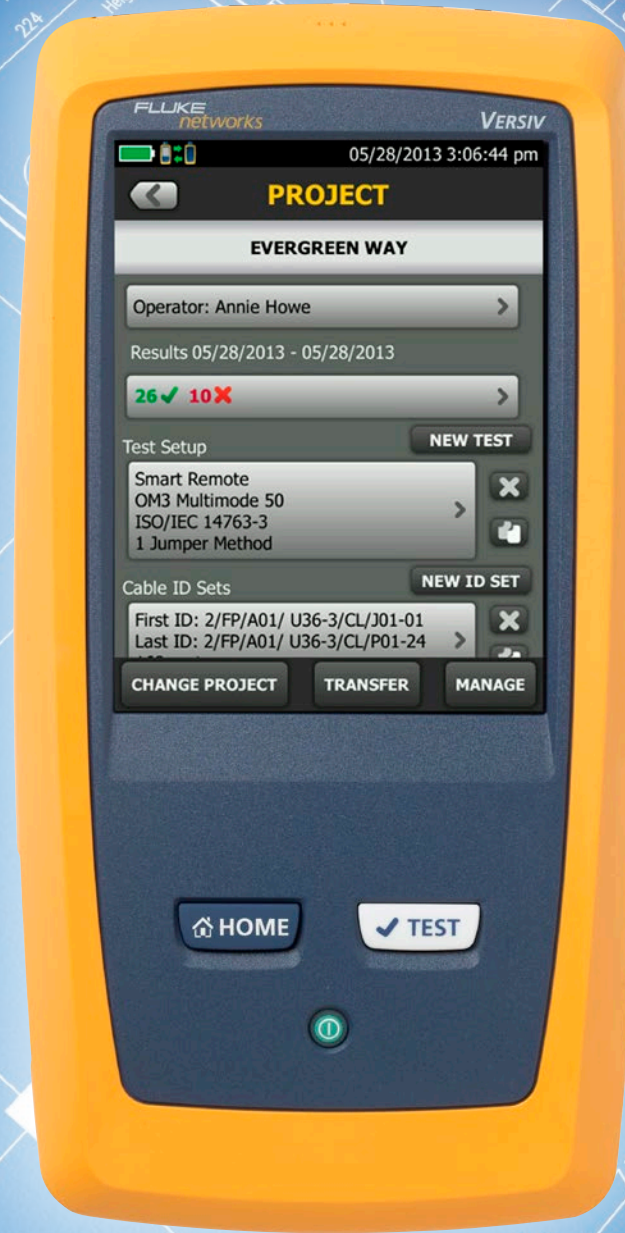 224
FLUKE
networks
VERSIV
05/28/2013 3:06:44 pm
PROJECT
EVERGREEN WAY
Operator: Annie Howe
Results 05/28/2013 - 05/28/2013
26✔ 10✖
Test Setup
NEW TEST
Smart Remote
OM3 Multimode 50
ISO/IEC 14763-3
1 Jumper Method
Cable ID Sets
NEW ID SET
First ID: 2/FP/A01/ U36-3/CL/J01-01
Last ID: 2/FP/A01/ U36-3/CL/P01-24
CHANGE PROJECT
TRANSFER
MANAGE
HOME
TEST